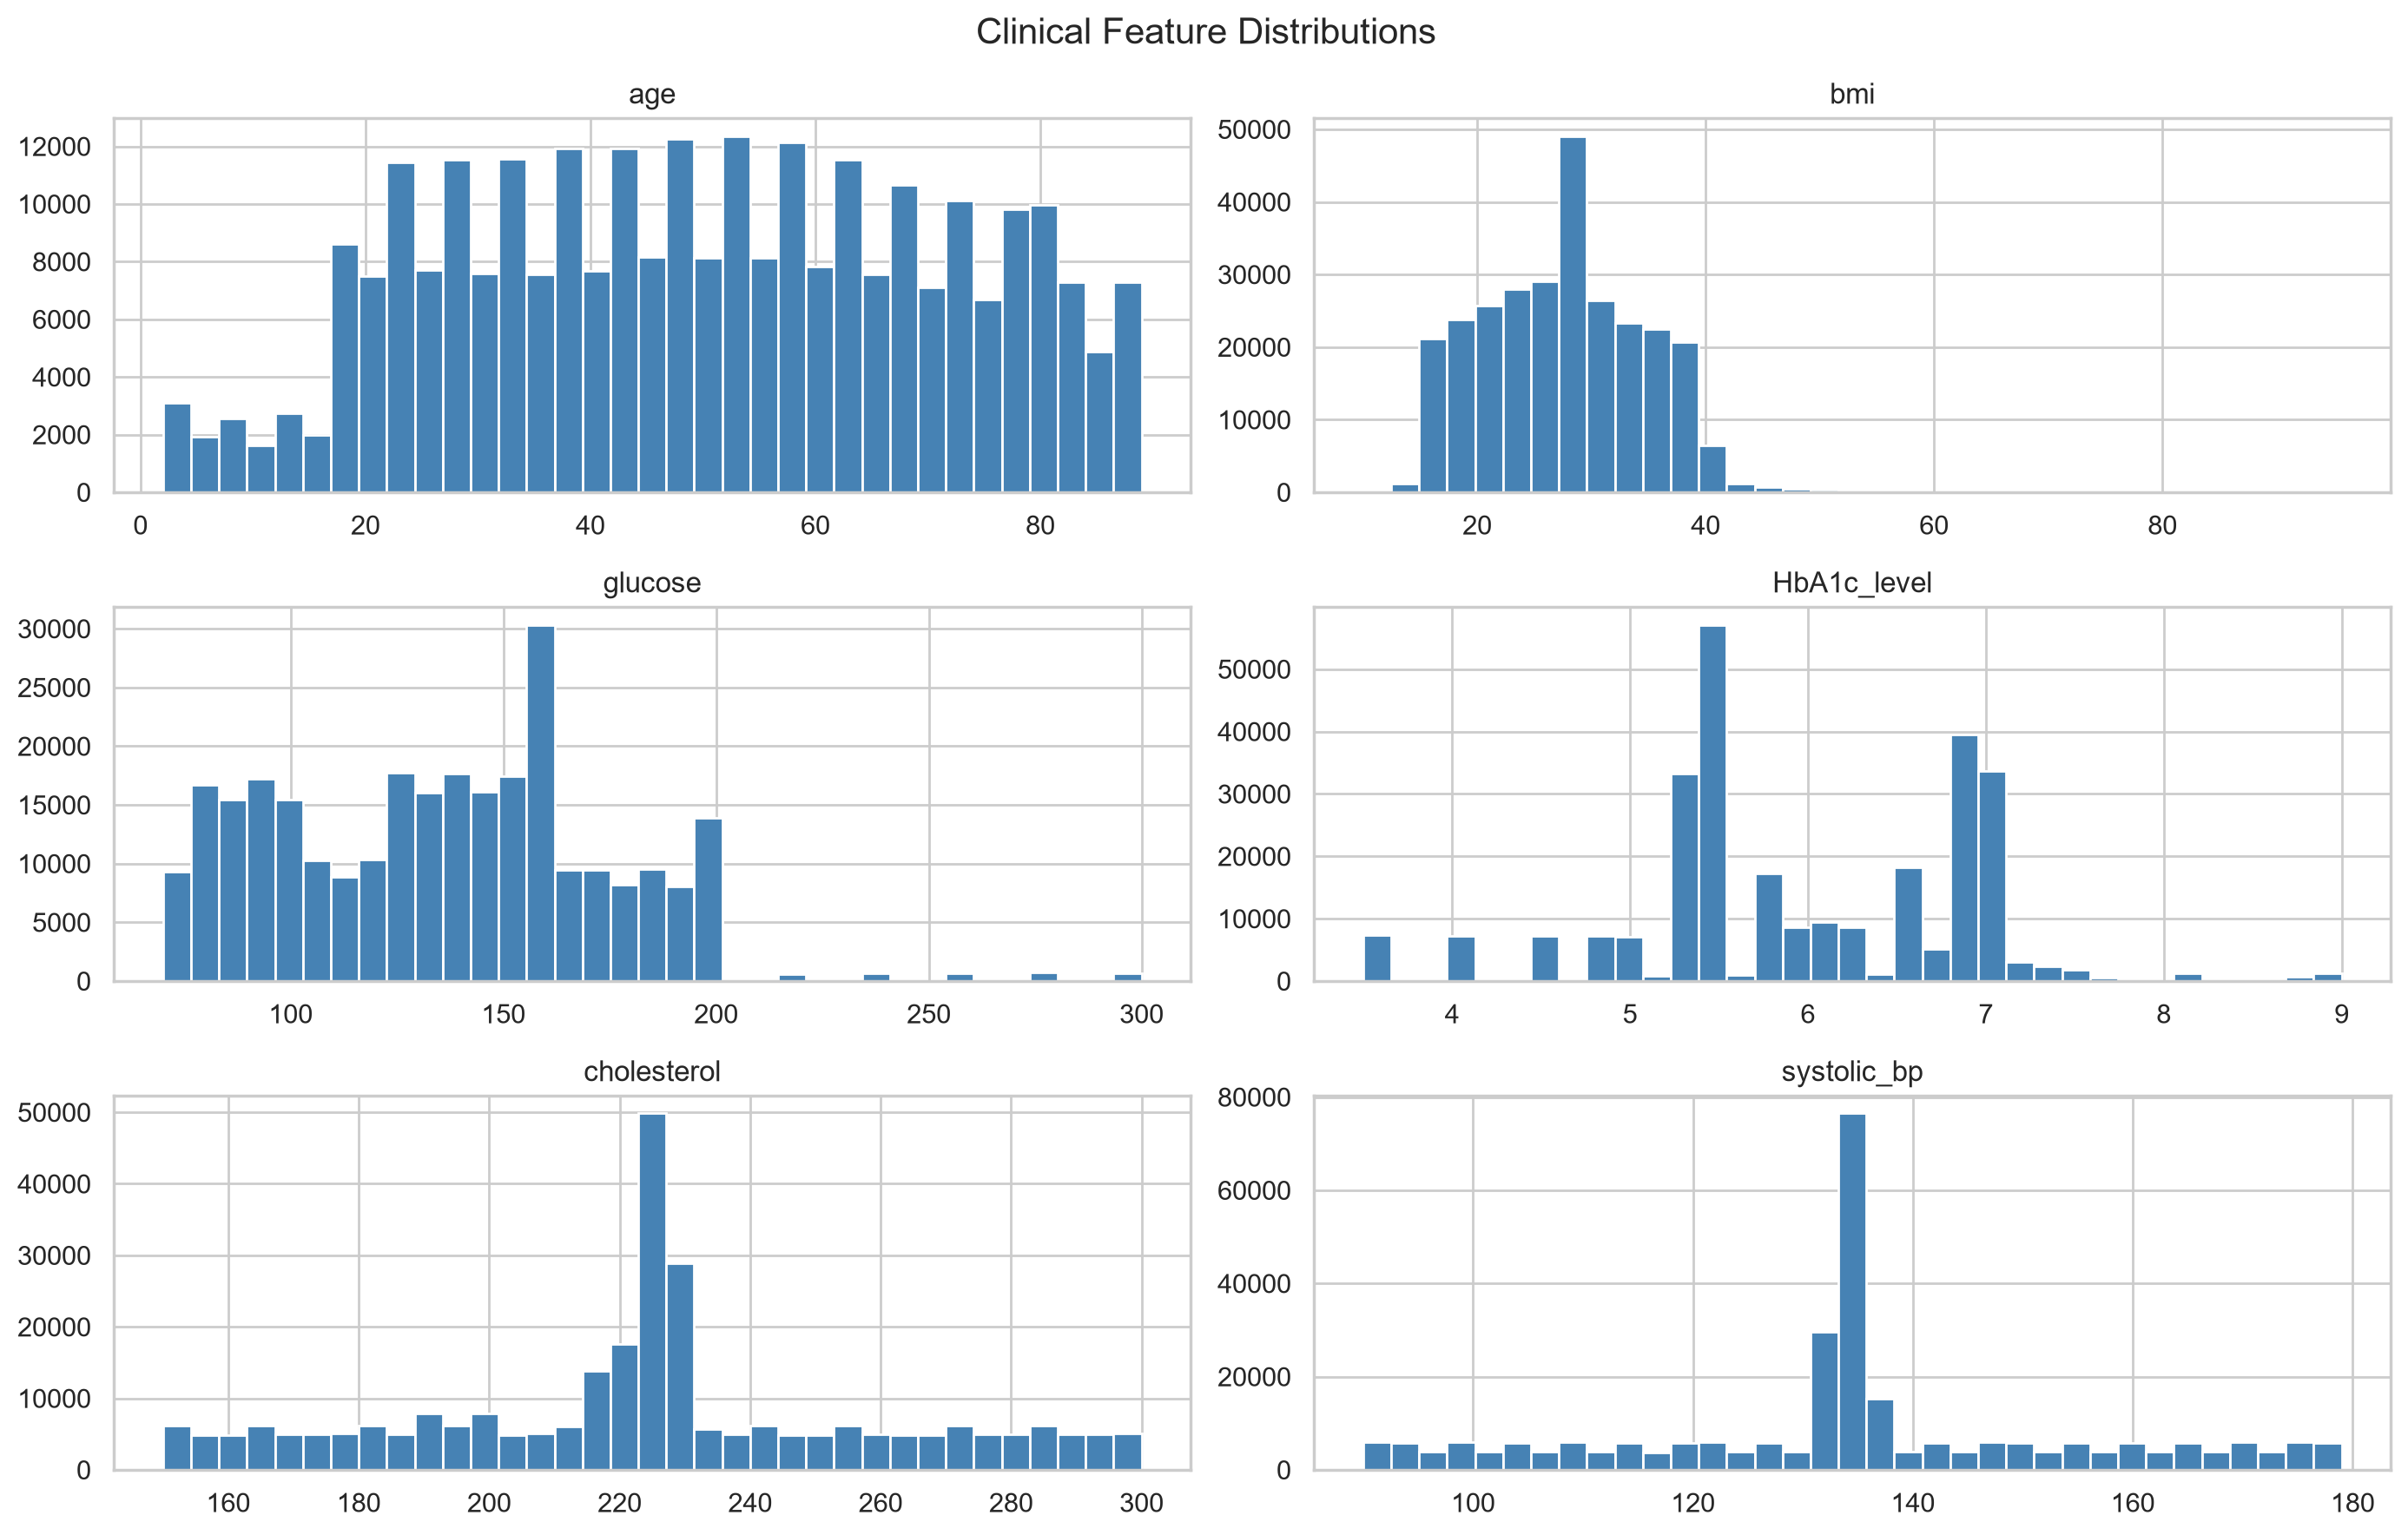 Clinical Feature Distributions
age
12000
10000
8000
6000
4000
2000
0
0 20 40 60 80
bmi
50000
40000
30000
20000
10000
0
20 40 60 80
glucose
30000
25000
20000
15000
10000
5000
0
100 150 200 250 300
HbA1c_level
50000
40000
30000
20000
10000
0
4 5 6 7 8 9
cholesterol
50000
40000
30000
20000
10000
0
160 180 200 220 240 260 280 300
systolic_bp
80000
60000
40000
20000
0
100 120 140 160 180